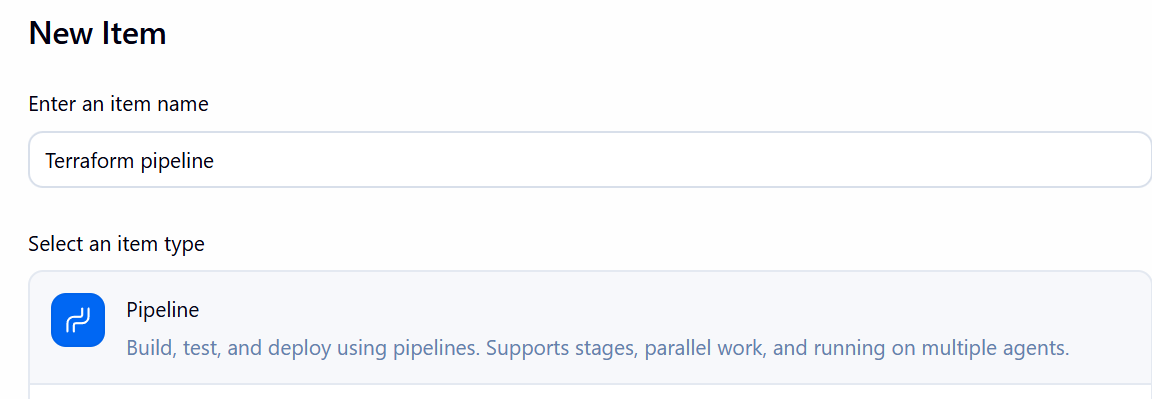 New Item
Enter an item name
Terraform pipeline
Select an item type
Pipeline
Build, test, and deploy using pipelines. Supports stages, parallel work, and running on multiple agents.